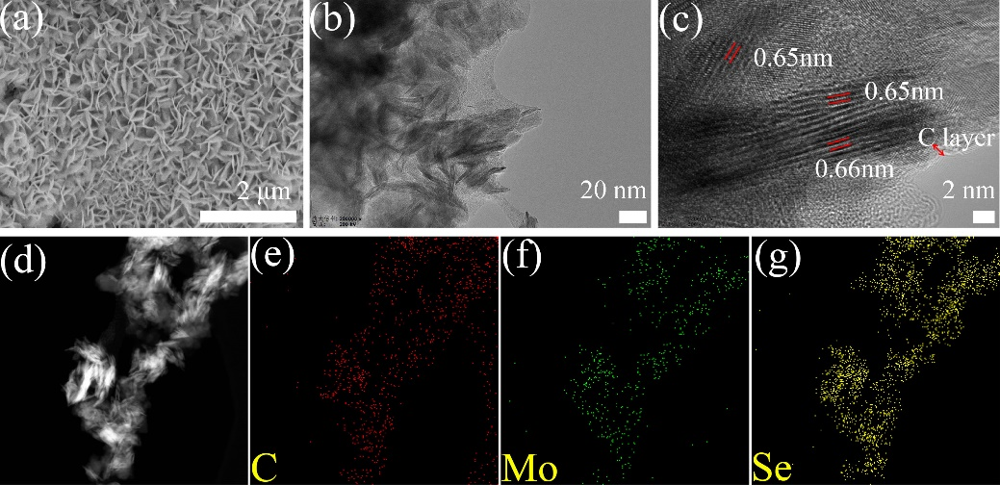 (a)
2 μm
(b)
20 nm
(c)
0.65nm
0.65nm
C layer
0.66nm
2 nm
(d)
(e)
C
(f)
Mo
(g)
Se